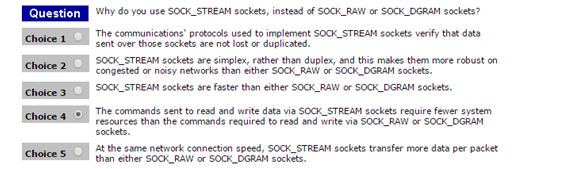 Question Why do you use SOCK_STREAM sockets, instead of SOCK_RAW or SOCK_DGRAM sockets?
Choice 1 The communications' protocols used to implement SOCK_STREAM sockets verify that data
sent over those sockets are not lost or duplicated.
Choice 2 SOCK_STREAM sockets are simplex, rather than duplex, and this makes them more robust on
congested or noisy networks than either SOCK_RAW or SOCK_DGRAM sockets.
Choice 3 SOCK_STREAM sockets are faster than either SOCK_RAW or SOCK_DGRAM sockets.
Choice 4 The commands sent to read and write data via SOCK_STREAM sockets require fewer system
resources than the commands required to read and write via SOCK_RAW or SOCK_DGRAM
sockets.
Choice 5 At the same network connection speed, SOCK_STREAM sockets transfer more data per packet
than either SOCK_RAW or SOCK_DGRAM sockets.